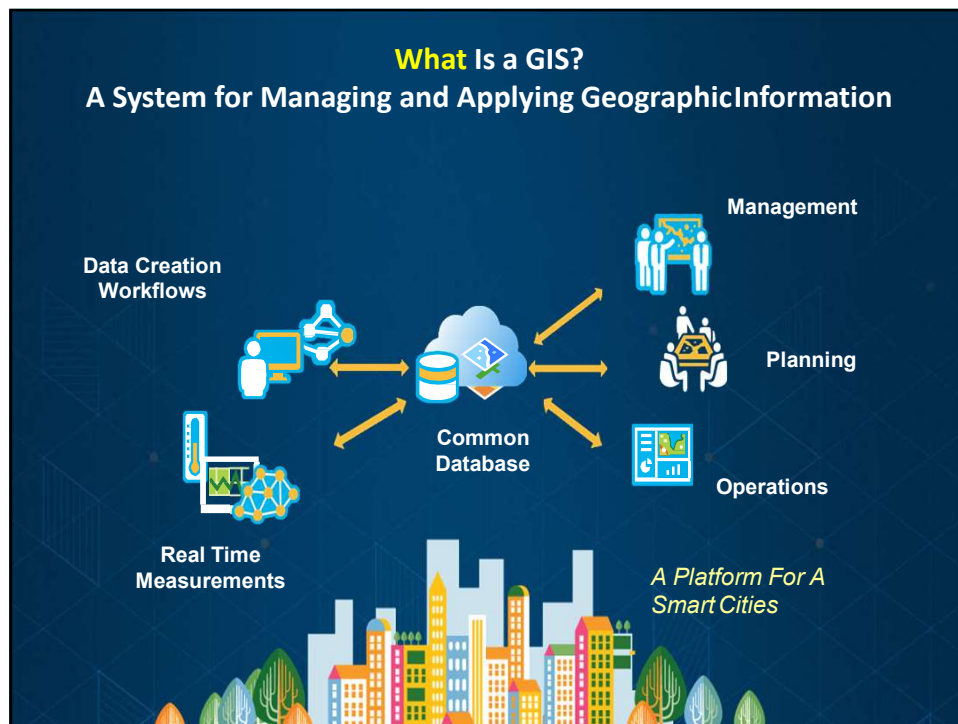 What Is a GIS?
A System for Managing and Applying GeographicInformation
Data Creation
Workflows
Real Time
Measurements
Common
Database
Management
Planning
Operations
A Platform For A
Smart Cities